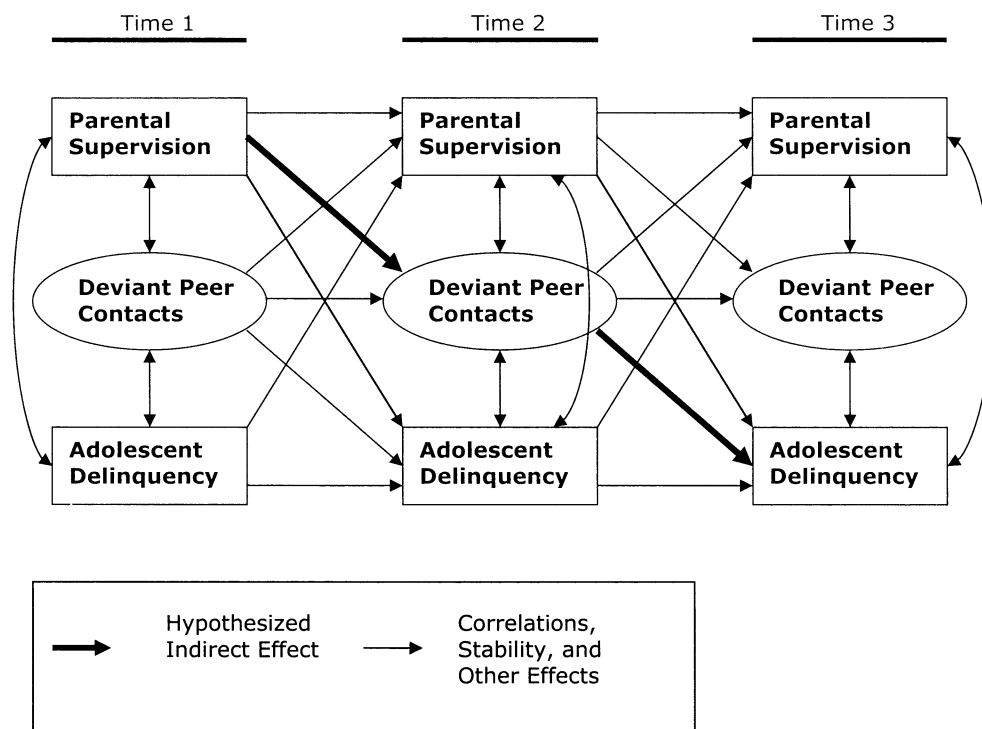 Time 1
Time 2
Time 3
Parental
Supervision
Parental
Supervision
Parental
Supervision
Deviant Peer
Contacts
Deviant Peer
Contacts
Deviant Peer
Contacts
Adolescent
Delinquency
Adolescent
Delinquency
Adolescent
Delinquency
Hypothesized
Indirect Effect
Correlations,
Stability, and
Other Effects